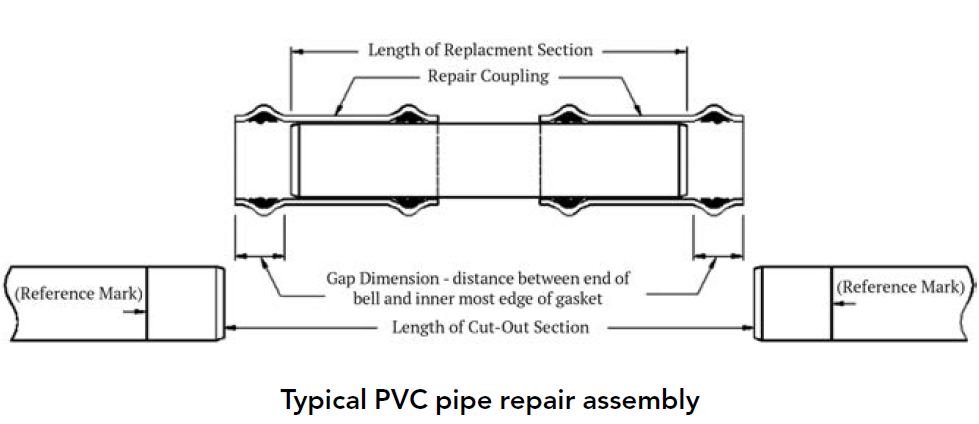 Length of Replacment Section
Repair Coupling
Gap Dimension - distance between end of
bell and inner most edge of gasket
(Reference Mark)
(Reference Mark)
Length of Cut-Out Section
Typical PVC pipe repair assembly